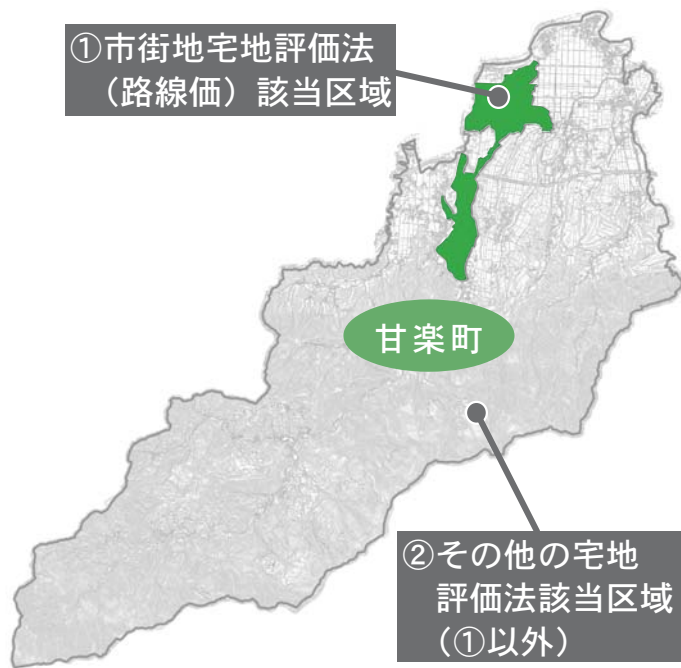 ①市街地宅地評価法
（路線価）該当区域
甘楽町
②その他の宅地
評価法該当区域
（①以外）